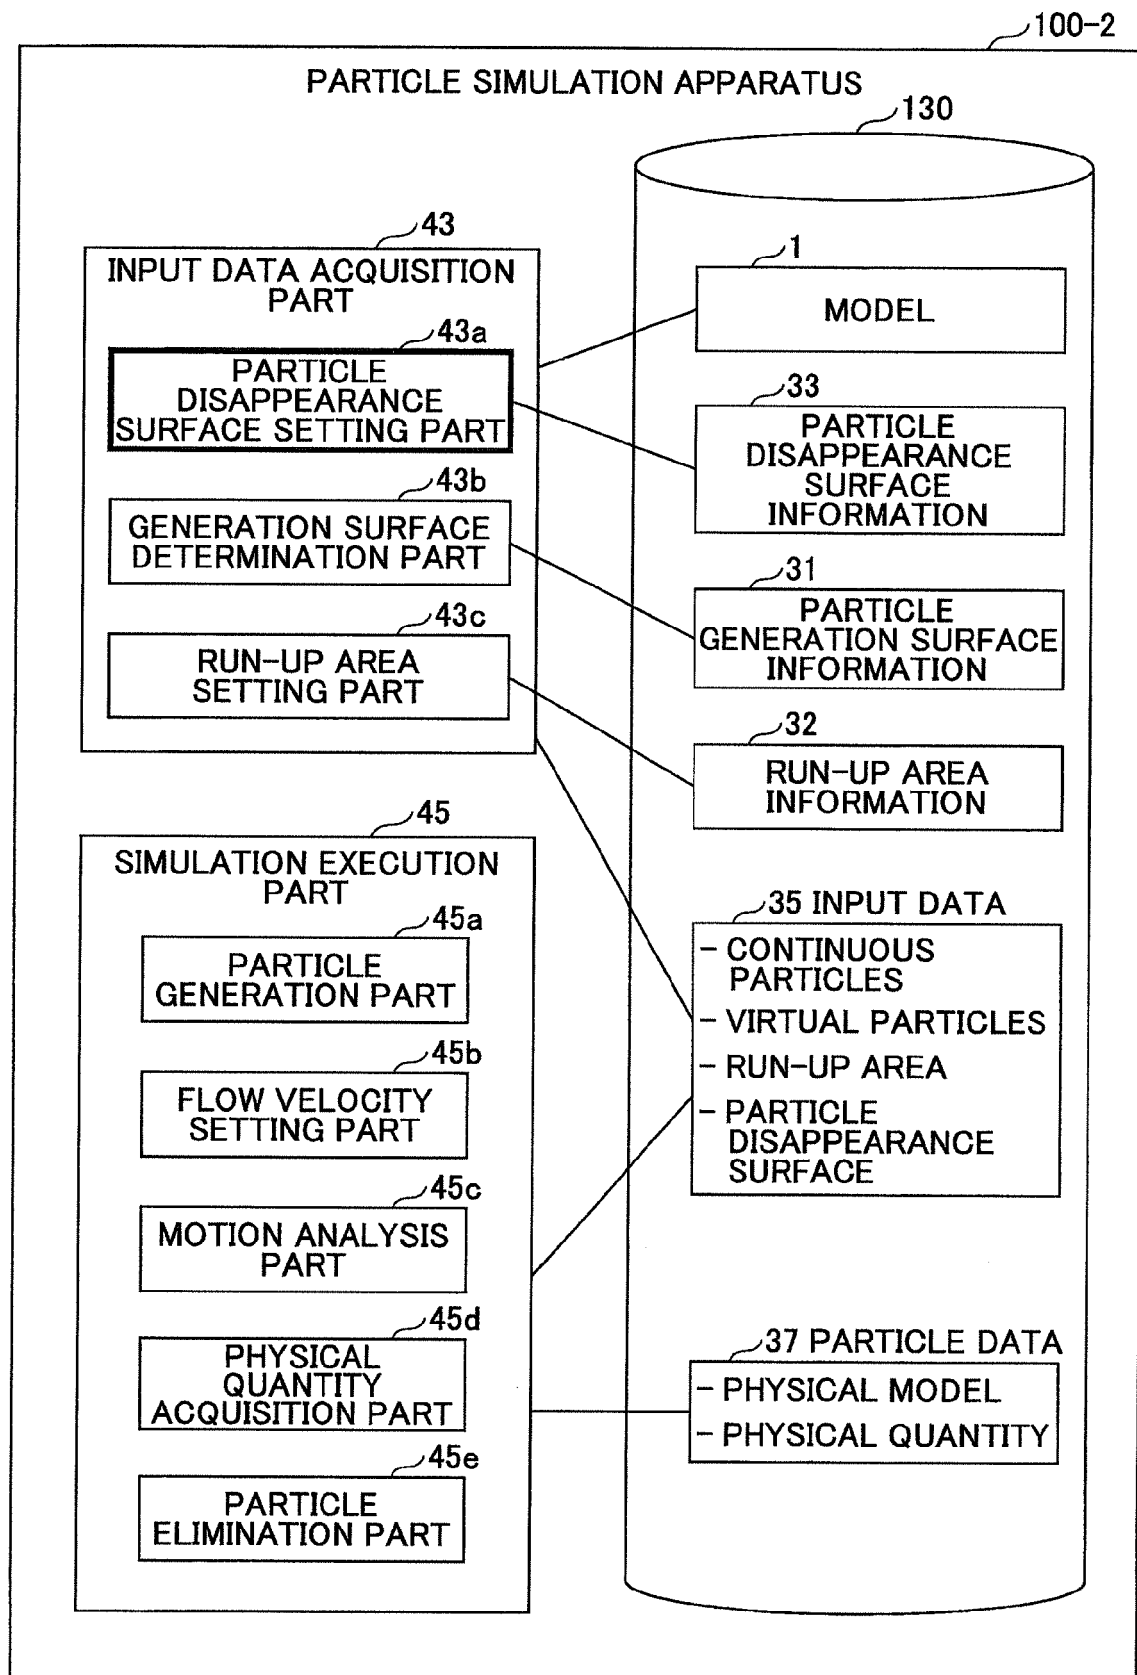 100-2
PARTICLE SIMULATION APPARATUS
130
43
INPUT DATA ACQUISITION
PART
43a
PARTICLE
DISAPPEARANCE
SURFACE SETTING PART
43b
GENERATION SURFACE
DETERMINATION PART
43c
RUN-UP AREA
SETTING PART
45
SIMULATION EXECUTION
PART
45a
PARTICLE
GENERATION PART
45b
FLOW VELOCITY
SETTING PART
45c
MOTION ANALYSIS
PART
45d
PHYSICAL
QUANTITY
ACQUISITION PART
45e
PARTICLE
ELIMINATION PART
1
MODEL
33
PARTICLE
DISAPPEARANCE
SURFACE
INFORMATION
31
PARTICLE
GENERATION SURFACE
INFORMATION
32
RUN-UP AREA
INFORMATION
35 INPUT DATA
- CONTINUOUS
PARTICLES
- VIRTUAL PARTICLES
- RUN-UP AREA
- PARTICLE
DISAPPEARANCE
SURFACE
37 PARTICLE DATA
- PHYSICAL MODEL
- PHYSICAL QUANTITY